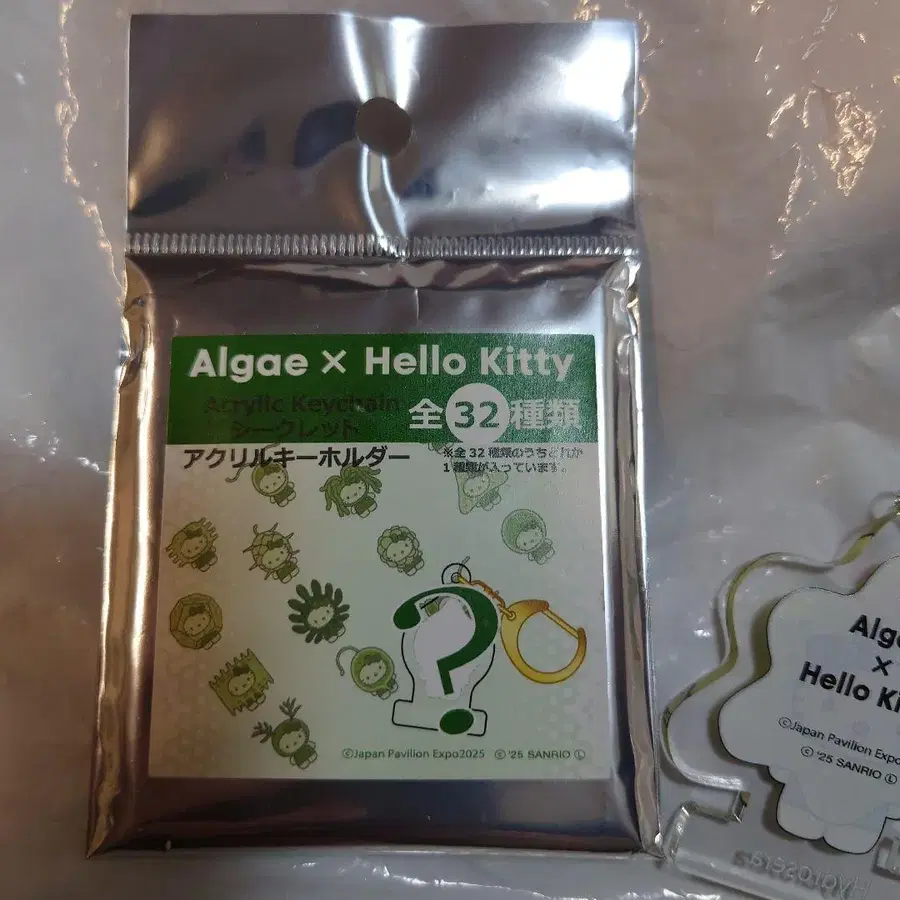 Algae × Hello Kitty
Acrylic Keychain
シークレット
アクリルキーホルダー
全32種類
※全32種類のうちどれか
1種類が入っています。
?
©Japan Pavilion Expo2025 ©'25 SANRIO Ⓛ
×
Hello
©Japan Pavilion
©'25 SANRIO Ⓛ